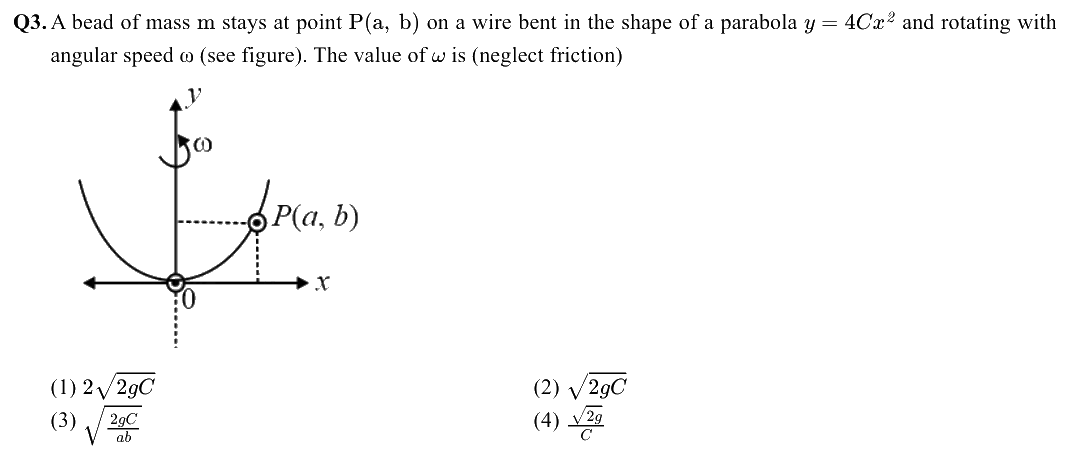 Q3. A bead of mass m stays at point P(a, b) on a wire bent in the shape of a parabola y = 4Cx² and rotating with
angular speed ω (see figure). The value of ω is (neglect friction)
y
ω
P(a, b)
x
0
(1) 2√2gC (2) √2gC
(3) √(2gC/ab) (4) √2g/C